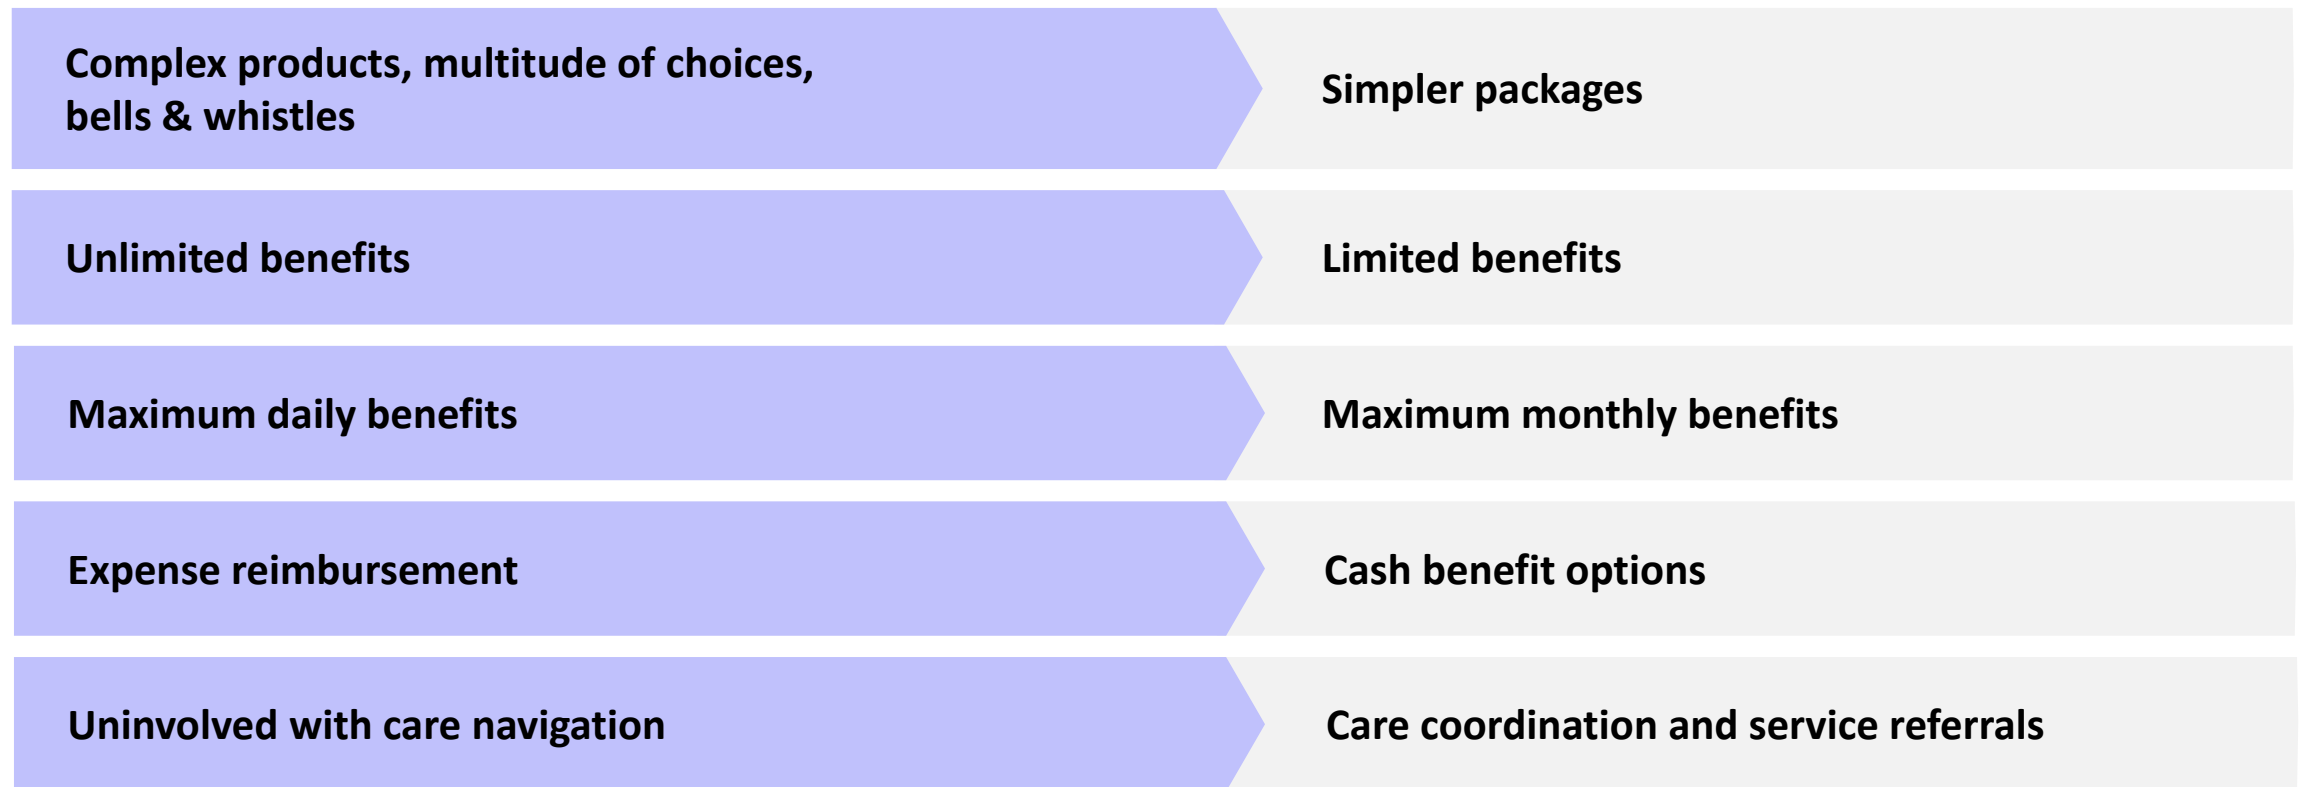 Complex products, multitude of choices,
bells & whistles
Simpler packages
Unlimited benefits
Limited benefits
Maximum daily benefits
Maximum monthly benefits
Expense reimbursement
Cash benefit options
Uninvolved with care navigation
Care coordination and service referrals